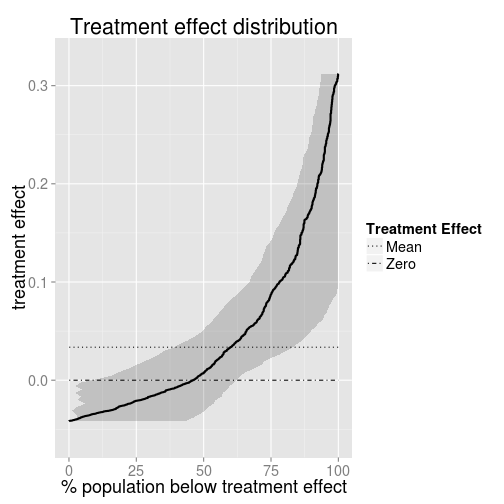 Treatment effect distribution
treatment effect
0.3
0.2
0.1
0.0
0 25 50 75 100
% population below treatment effect
Treatment Effect
Mean
Zero